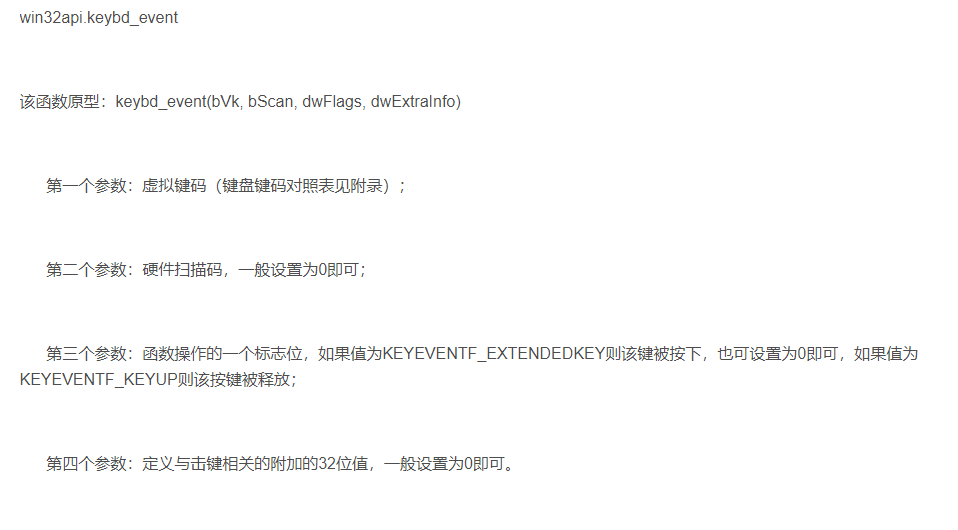 win32api.keybd_event
该函数原型：keybd_event(bVk, bScan, dwFlags, dwExtraInfo)
第一个参数：虚拟键码（键盘键码对照表见附录）；
第二个参数：硬件扫描码，一般设置为0即可；
第三个参数：函数操作的一个标志位，如果值为KEYEVENTF_EXTENDEDKEY则该键被按下，也可设置为0即可，如果值为
KEYEVENTF_KEYUP则该按键被释放；
第四个参数：定义与击键相关的附加的32位值，一般设置为0即可。